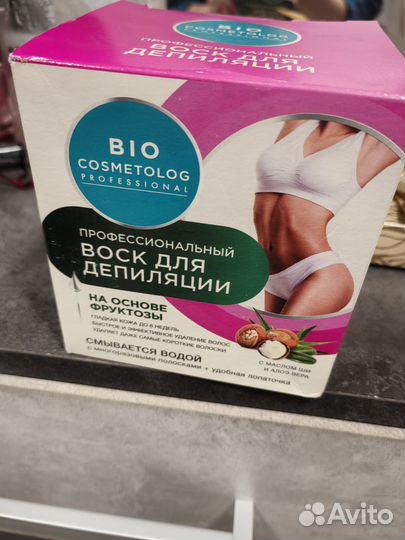 BIO
COSMETOLOG
PROFESSIONAL
ПРОФЕССИОНАЛЬНЫЙ
ВОСК ДЛЯ
ДЕПИЛЯЦИИ
BIO
COSMETOLOG
PROFESSIONAL
ПРОФЕССИОНАЛЬНЫЙ
ВОСК ДЛЯ
ДЕПИЛЯЦИИ
НА ОСНОВЕ
ФРУКТОЗЫ
ГЛАДКАЯ КОЖА ДО 6 НЕДЕЛЬ
БЫСТРОЕ И ЭФФЕКТИВНОЕ УДАЛЕНИЕ ВОЛОС
УДАЛЯЕТ ДАЖЕ САМЫЕ КОРОТКИЕ ВОЛОСКИ
СМЫВАЕТСЯ ВОДОЙ
С многоразовыми полосками + удобная лопаточка
С МАСЛОМ ШИ
И АЛОЭ-ВЕРА
Avito